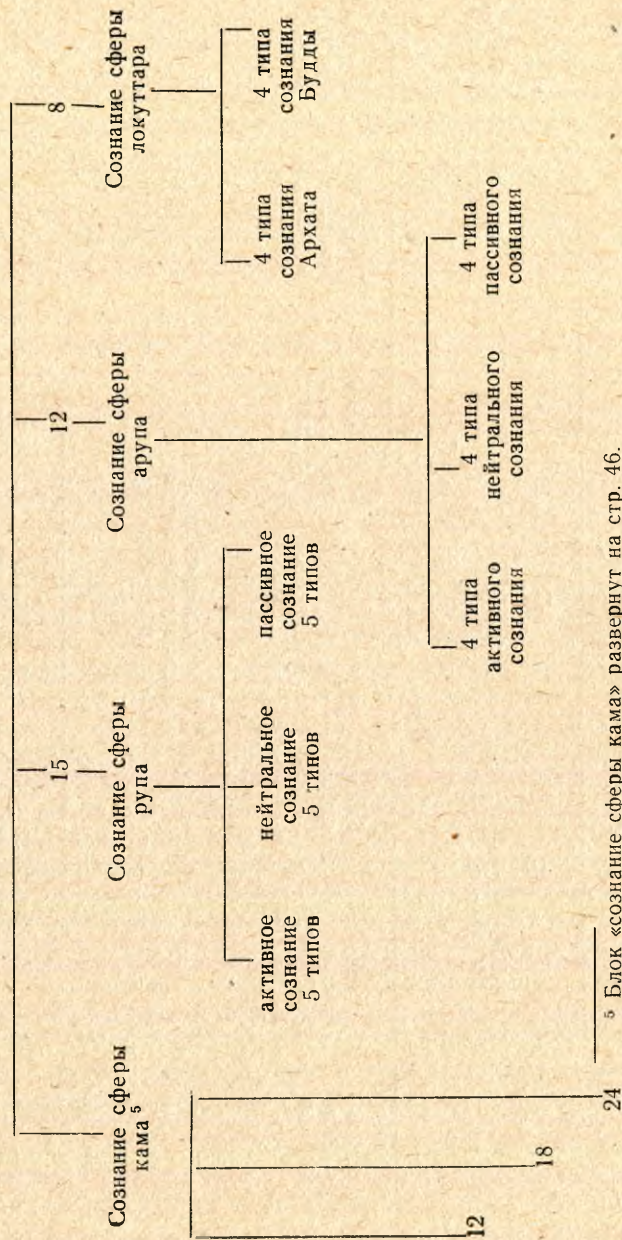 15
12
8
Сознание сферы
кама ⁵
Сознание сферы
рупа
Сознание сферы
арупа
Сознание сферы
локуттара
активное
сознание
5 типов
нейтральное
сознание
5 тинов
пассивное
сознание
5 типов
4 типа
сознания
Архата
4 типа
сознания
Будды
4 типа
активного
сознания
4 типа
нейтрального
сознания
4 типа
пассивного
сознания
12
18
24
⁵ Блок «сознание сферы кама» развернут на стр. 46.